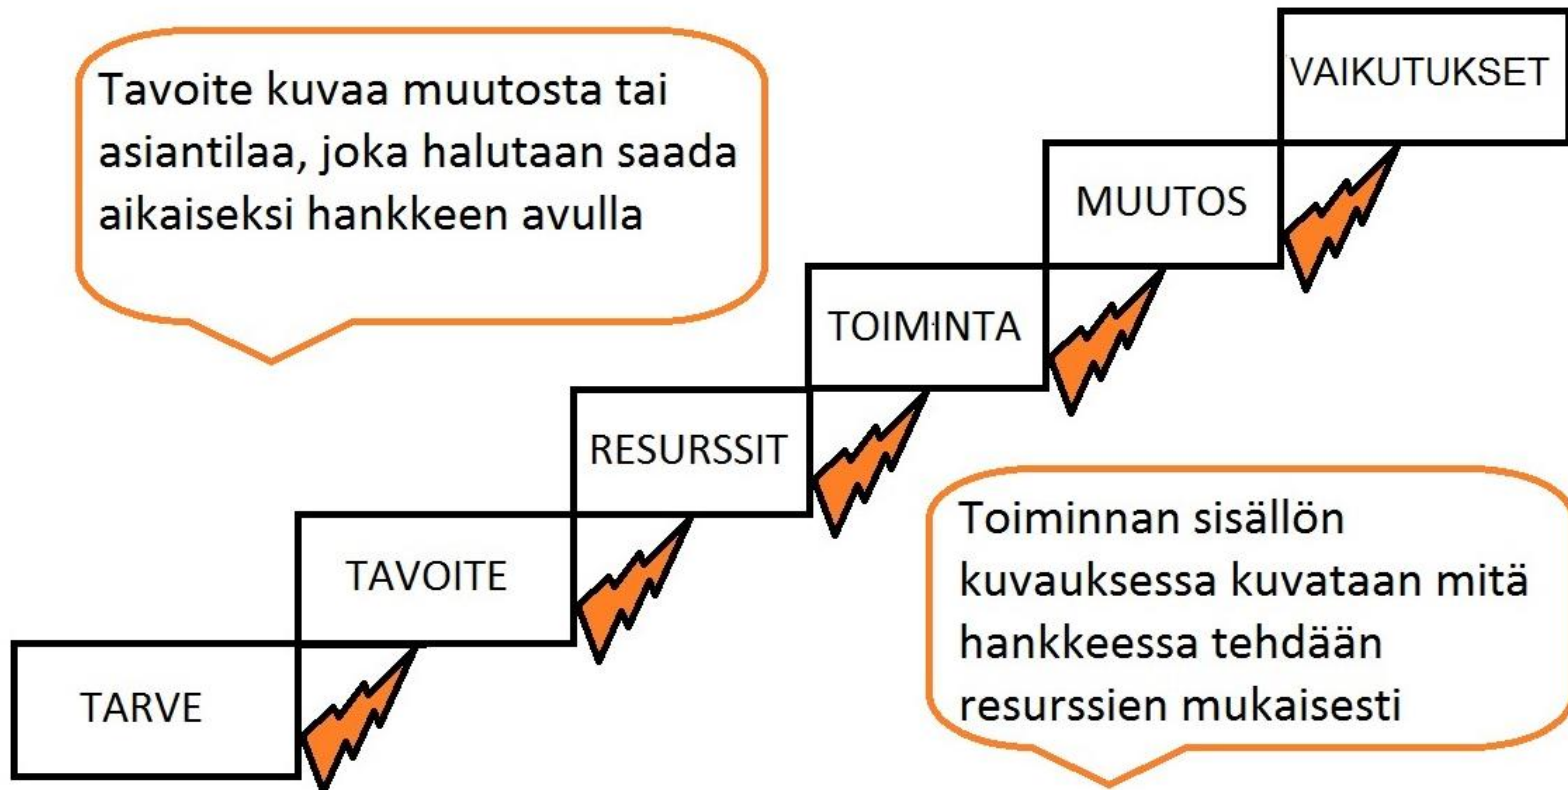 Tavoite kuvaa muutosta tai
asiantilaa, joka halutaan saada
aikaiseksi hankkeen avulla
VAIKUTUKSET
MUUTOS
TOIMINTA
RESURSSIT
TAVOITE
TARVE
Toiminnan sisällön
kuvauksessa kuvataan mitä
hankkeessa tehdään
resurssien mukaisesti